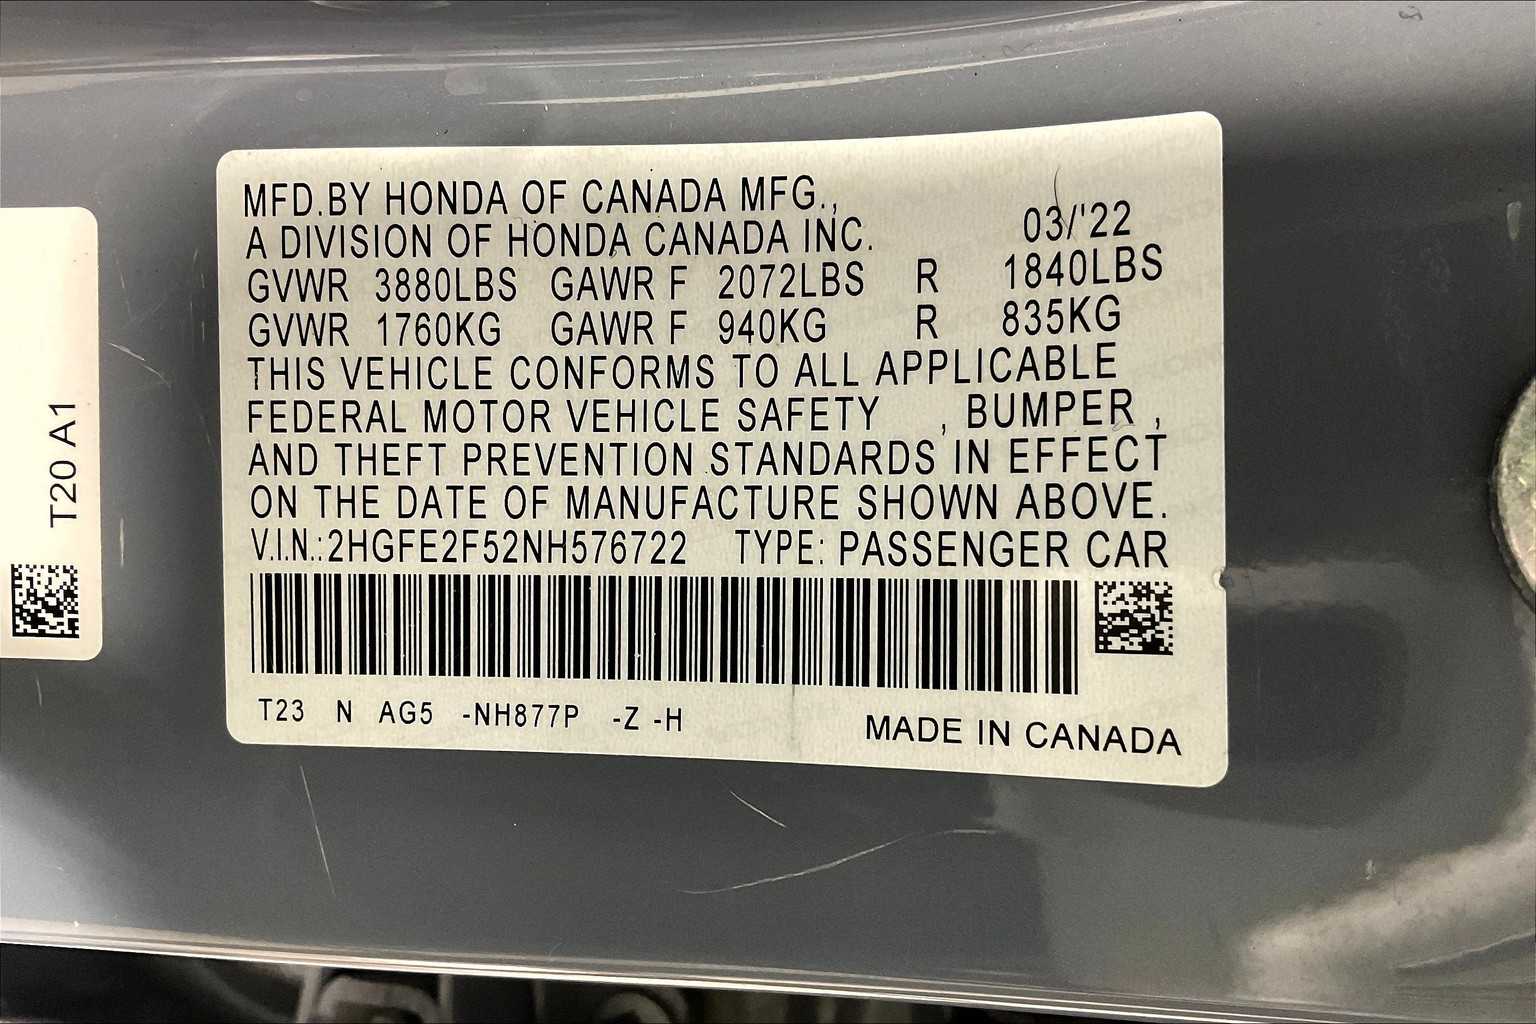 MFD.BY HONDA OF CANADA MFG.,
A DIVISION OF HONDA CANADA INC. 03/'22
GVWR 3880LBS GAWR F 2072LBS R 1840LBS
GVWR 1760KG GAWR F 940KG R 835KG
THIS VEHICLE CONFORMS TO ALL APPLICABLE
FEDERAL MOTOR VEHICLE SAFETY , BUMPER ,
AND THEFT PREVENTION STANDARDS IN EFFECT
ON THE DATE OF MANUFACTURE SHOWN ABOVE.
V.I.N.:2HGFE2F52NH576722 TYPE: PASSENGER CAR
T23 N AG5 -NH877P -Z -H
MADE IN CANADA
T20 A1